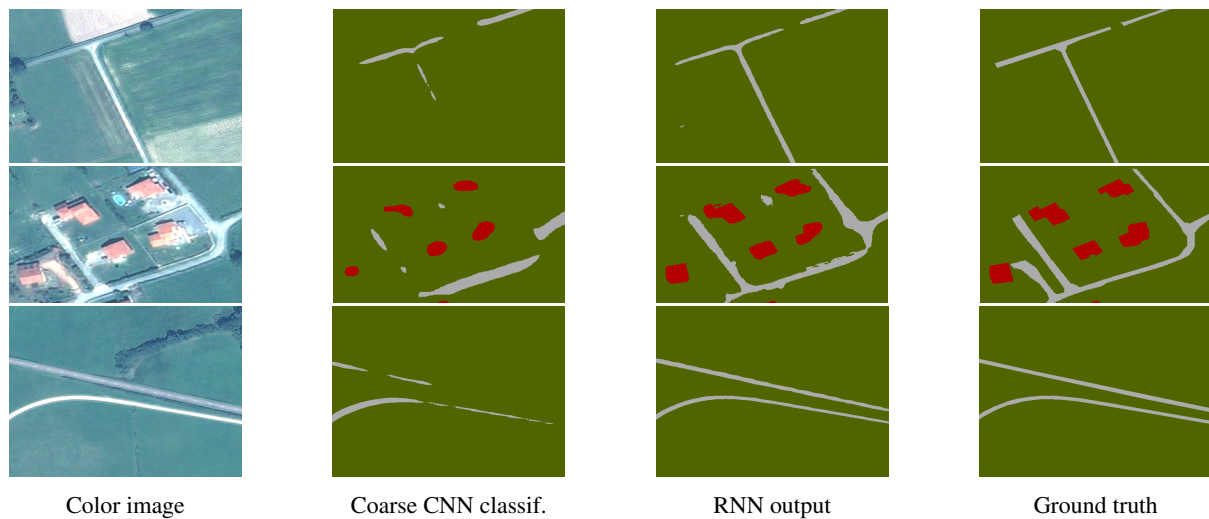 Color image
Coarse CNN classif.
RNN output
Ground truth